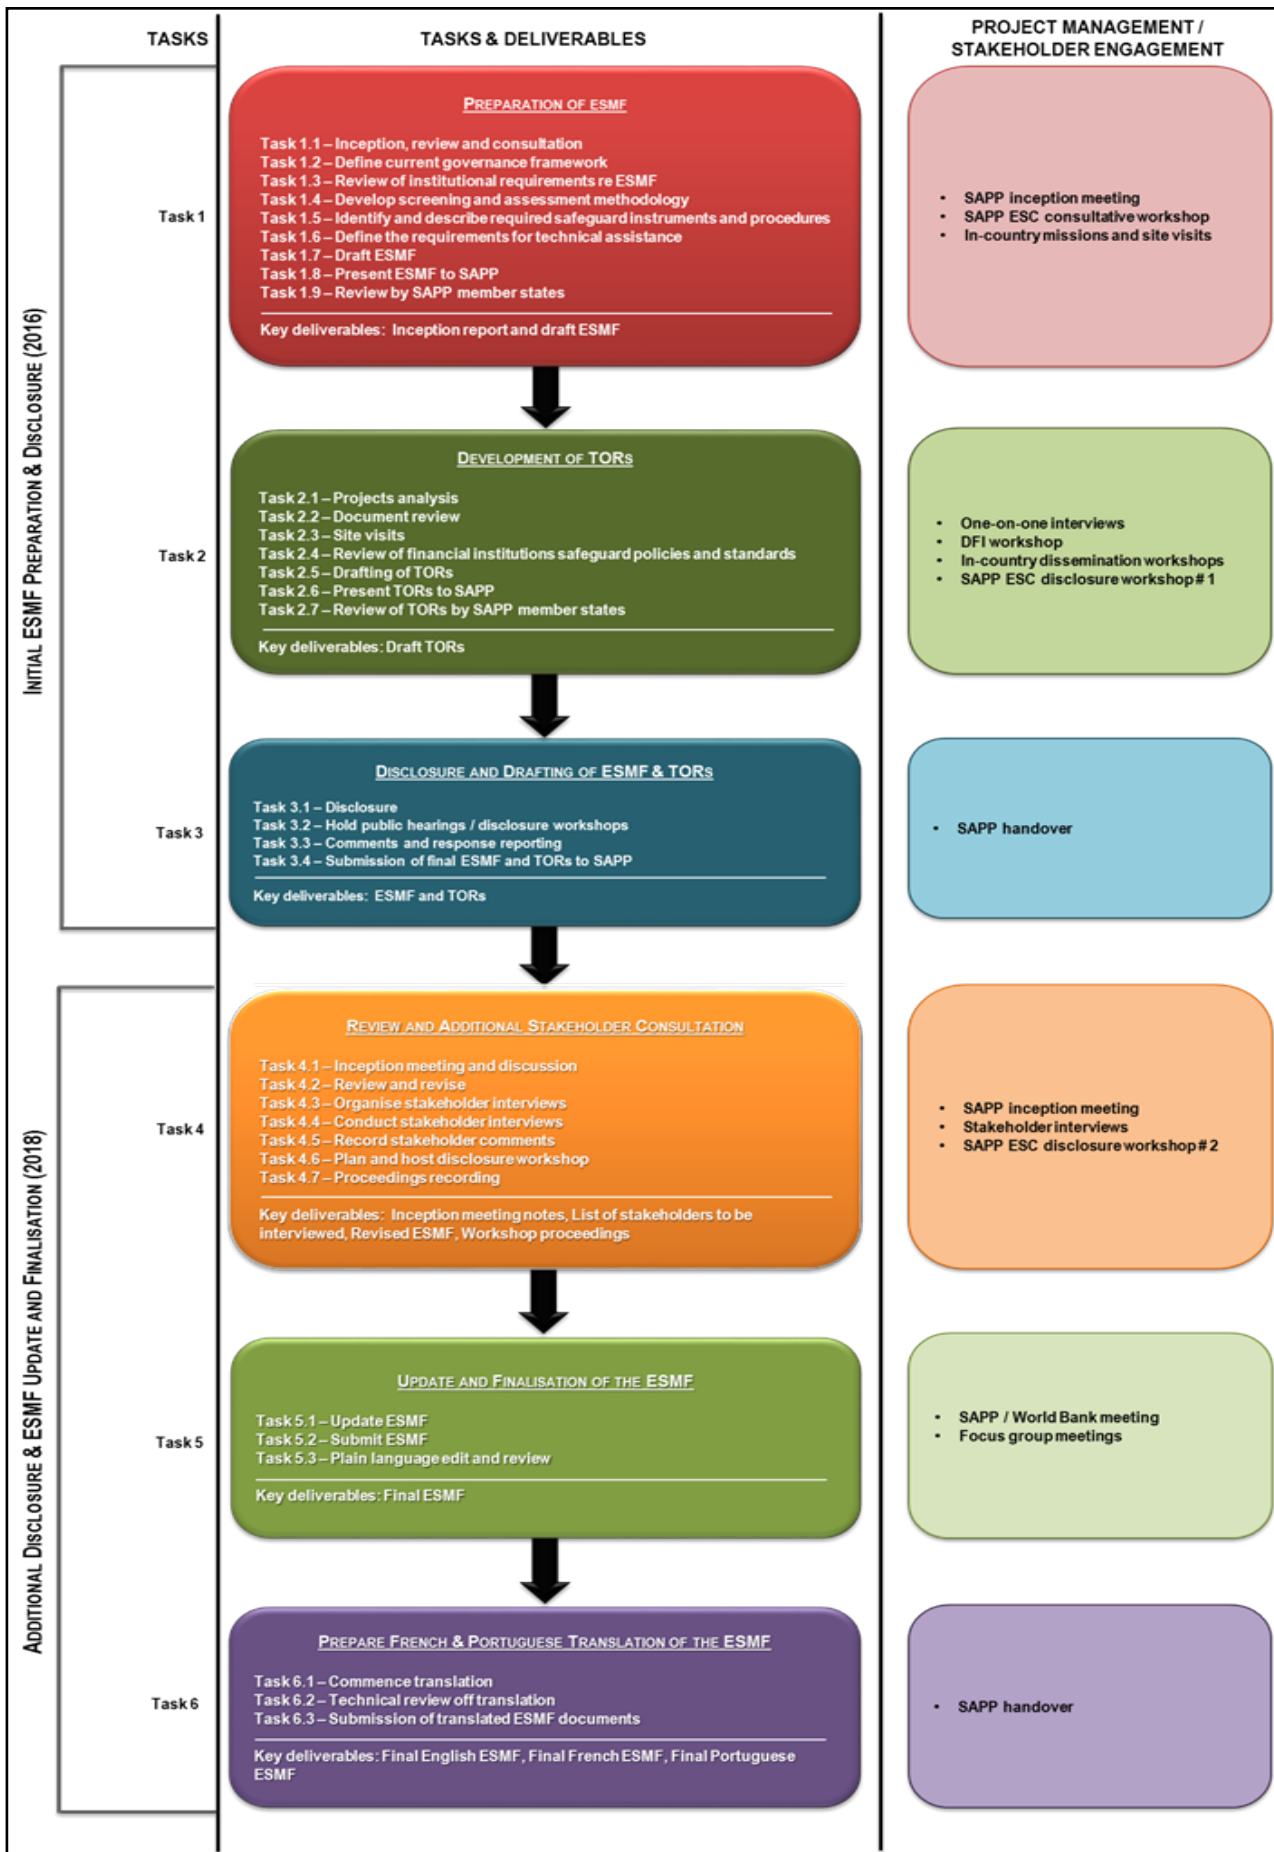 TASKS
TASKS & DELIVERABLES
PROJECT MANAGEMENT /
STAKEHOLDER ENGAGEMENT
INITIAL ESMF PREPARATION & DISCLOSURE (2016)
Task 1
PREPARATION OF ESMF
Task 1.1 – Inception, review and consultation
Task 1.2 – Define current governance framework
Task 1.3 – Review of institutional requirements re ESMF
Task 1.4 – Develop screening and assessment methodology
Task 1.5 – Identify and describe required safeguard instruments and procedures
Task 1.6 – Define the requirements for technical assistance
Task 1.7 – Draft ESMF
Task 1.8 – Present ESMF to SAPP
Task 1.9 – Review by SAPP member states
Key deliverables: Inception report and draft ESMF
• SAPP inception meeting
• SAPP ESC consultative workshop
• In-country missions and site visits
Task 2
DEVELOPMENT OF TORS
Task 2.1 – Projects analysis
Task 2.2 – Document review
Task 2.3 – Site visits
Task 2.4 – Review of financial institutions safeguard policies and standards
Task 2.5 – Drafting of TORs
Task 2.6 – Present TORs to SAPP
Task 2.7 – Review of TORs by SAPP member states
Key deliverables: Draft TORs
• One-on-one interviews
• DFI workshop
• In-country dissemination workshops
• SAPP ESC disclosure workshop # 1
Task 3
DISCLOSURE AND DRAFTING OF ESMF & TORS
Task 3.1 – Disclosure
Task 3.2 – Hold public hearings / disclosure workshops
Task 3.3 – Comments and response reporting
Task 3.4 – Submission of final ESMF and TORs to SAPP
Key deliverables: ESMF and TORs
• SAPP handover
ADDITIONAL DISCLOSURE & ESMF UPDATE AND FINALISATION (2018)
Task 4
REVIEW AND ADDITIONAL STAKEHOLDER CONSULTATION
Task 4.1 – Inception meeting and discussion
Task 4.2 – Review and revise
Task 4.3 – Organise stakeholder interviews
Task 4.4 – Conduct stakeholder interviews
Task 4.5 – Record stakeholder comments
Task 4.6 – Plan and host disclosure workshop
Task 4.7 – Proceedings recording
Key deliverables: Inception meeting notes, List of stakeholders to be
interviewed, Revised ESMF, Workshop proceedings
• SAPP inception meeting
• Stakeholder interviews
• SAPP ESC disclosure workshop # 2
Task 5
UPDATE AND FINALISATION OF THE ESMF
Task 5.1 – Update ESMF
Task 5.2 – Submit ESMF
Task 5.3 – Plain language edit and review
Key deliverables: Final ESMF
• SAPP / World Bank meeting
• Focus group meetings
Task 6
PREPARE FRENCH & PORTUGUESE TRANSLATION OF THE ESMF
Task 6.1 – Commence translation
Task 6.2 – Technical review off translation
Task 6.3 – Submission of translated ESMF documents
Key deliverables: Final English ESMF, Final French ESMF, Final Portuguese
ESMF
• SAPP handover